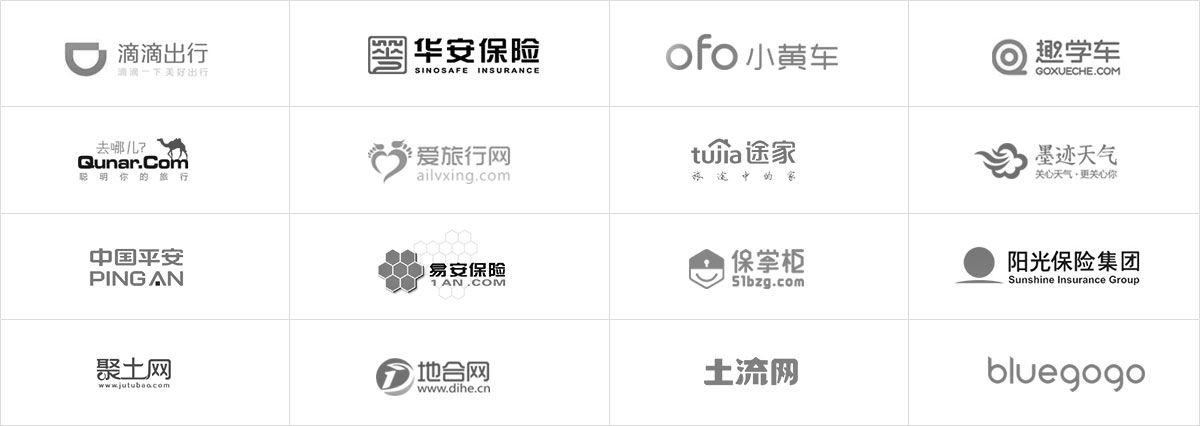 滴滴出行
滴滴一下 美好出行
华安保险
SINOSAFE INSURANCE
ofo 小黄车
趣学车
GOXUECHE.COM
去哪儿?
Qunar.Com
聪明你的旅行
爱旅行网
ailvxing.com
tujia途家
旅途中的家
墨迹天气
关心天气·更关心你
中国平安
PING AN
易安保险
1AN.COM
保掌柜
51bzg.com
阳光保险集团
Sunshine Insurance Group
聚土网
www.jutubao.com
地合网
www.dihe.cn
土流网
bluegogo